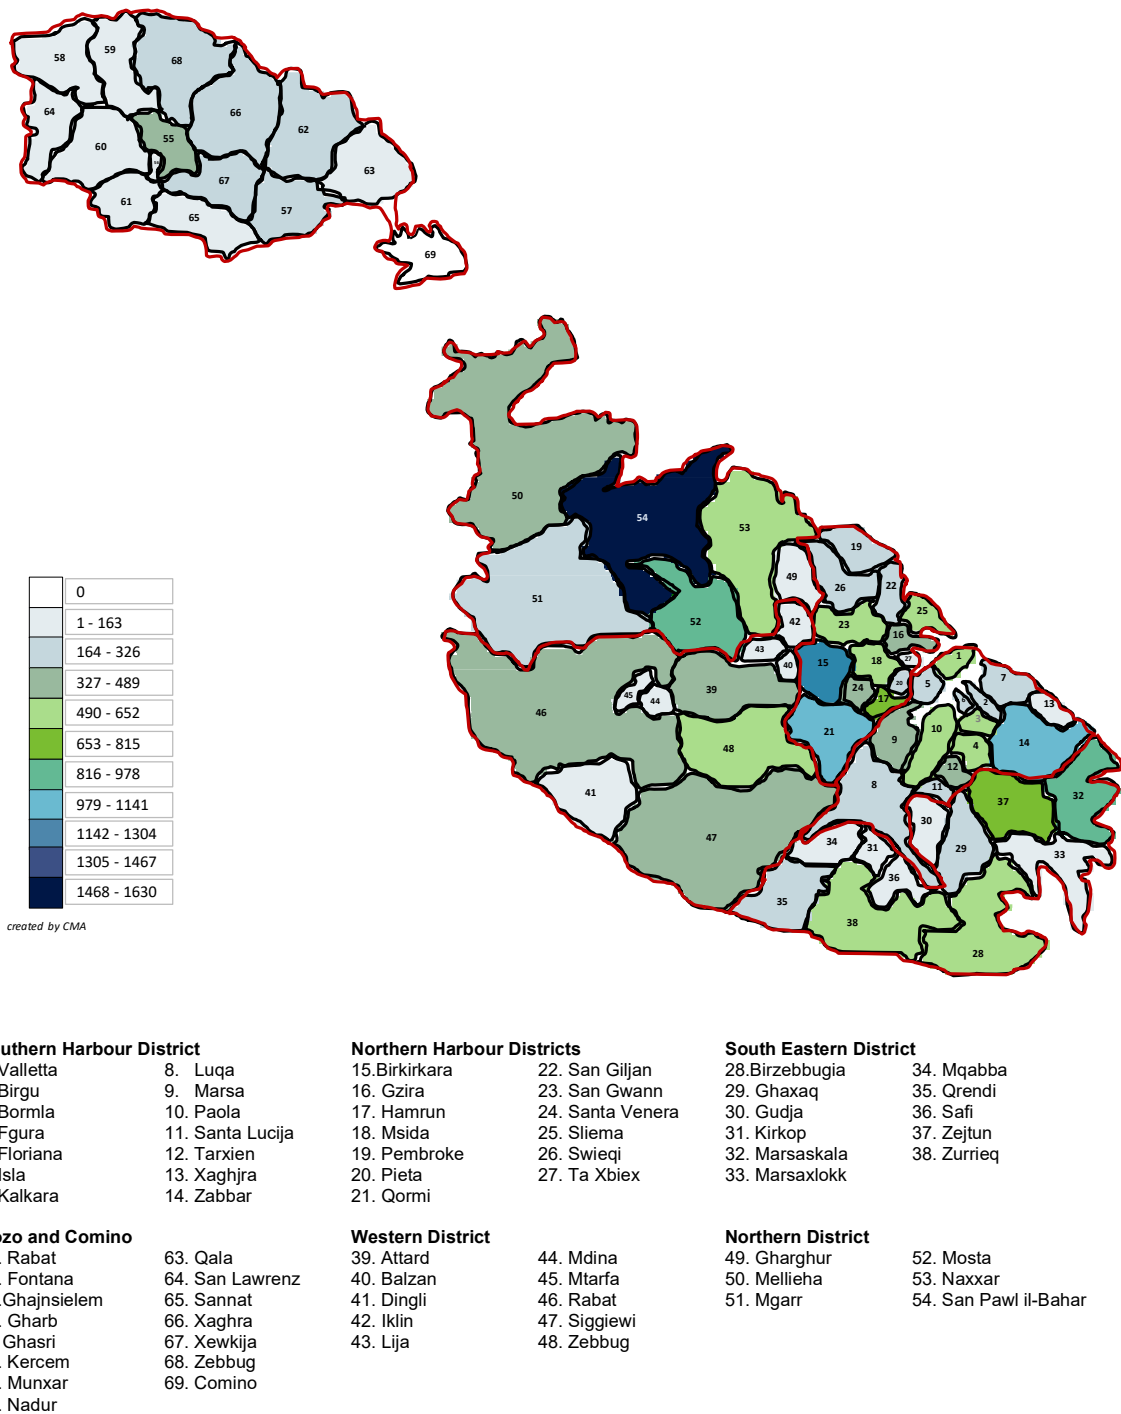 58
59
68
64
66
55
62
60
63
67
61
65
57
69
50
54
53
19
49
26
22
51
25
52
42
23
16
43
18
27
1
40
15
20
5
7
45
44
39
24
17
6
2
13
46
3
21
10
14
48
9
4
12
8
11
32
41
37
30
47
34
31
29
33
36
35
38
28
0
1 - 163
164 - 326
327 - 489
490 - 652
653 - 815
816 - 978
979 - 1141
1142 - 1304
1305 - 1467
1468 - 1630
created by CMA
uthern Harbour District
Valletta 8. Luqa
Birgu 9. Marsa
Bormla 10. Paola
Fgura 11. Santa Lucija
Floriana 12. Tarxien
sla 13. Xaghjra
Kalkara 14. Zabbar
Northern Harbour Districts
15.Birkirkara 22. San Giljan
16. Gzira 23. San Gwann
17. Hamrun 24. Santa Venera
18. Msida 25. Sliema
19. Pembroke 26. Swieqi
20. Pieta 27. Ta Xbiex
21. Qormi
South Eastern District
28.Birzebbugia 34. Mqabba
29. Ghaxaq 35. Qrendi
30. Gudja 36. Safi
31. Kirkop 37. Zejtun
32. Marsaskala 38. Zurrieq
33. Marsaxlokk
ozo and Comino
. Rabat 63. Qala
. Fontana 64. San Lawrenz
.Ghajnsielem 65. Sannat
. Gharb 66. Xaghra
Ghasri 67. Xewkija
. Kercem 68. Zebbug
. Munxar 69. Comino
. Nadur
Western District
39. Attard 44. Mdina
40. Balzan 45. Mtarfa
41. Dingli 46. Rabat
42. Iklin 47. Siggiewi
43. Lija 48. Zebbug
Northern District
49. Gharghur 52. Mosta
50. Mellieha 53. Naxxar
51. Mgarr 54. San Pawl il-Bahar